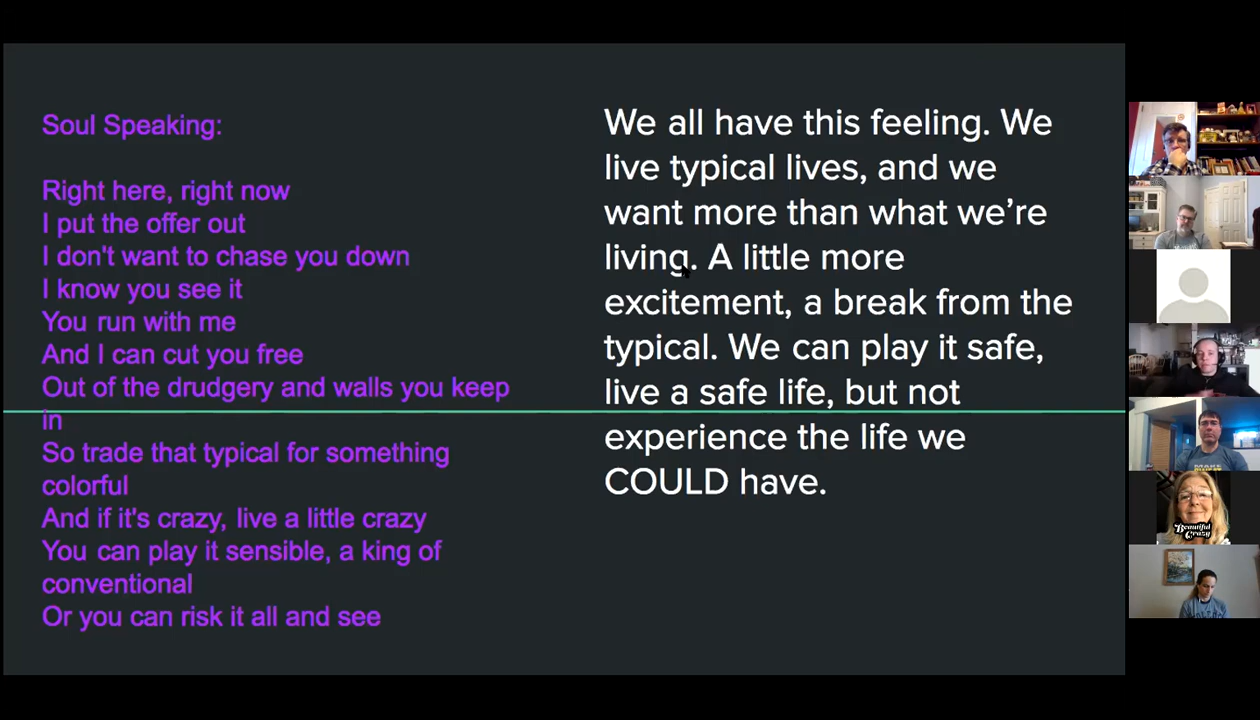 Soul Speaking:
Right here, right now
I put the offer out
I don't want to chase you down
I know you see it
You run with me
And I can cut you free
Out of the drudgery and walls you keep
in
So trade that typical for something
colorful
And if it's crazy, live a little crazy
You can play it sensible, a king of
conventional
Or you can risk it all and see
We all have this feeling. We
live typical lives, and we
want more than what we’re
living. A little more
excitement, a break from the
typical. We can play it safe,
live a safe life, but not
experience the life we
COULD have.
Beautiful
Crazy